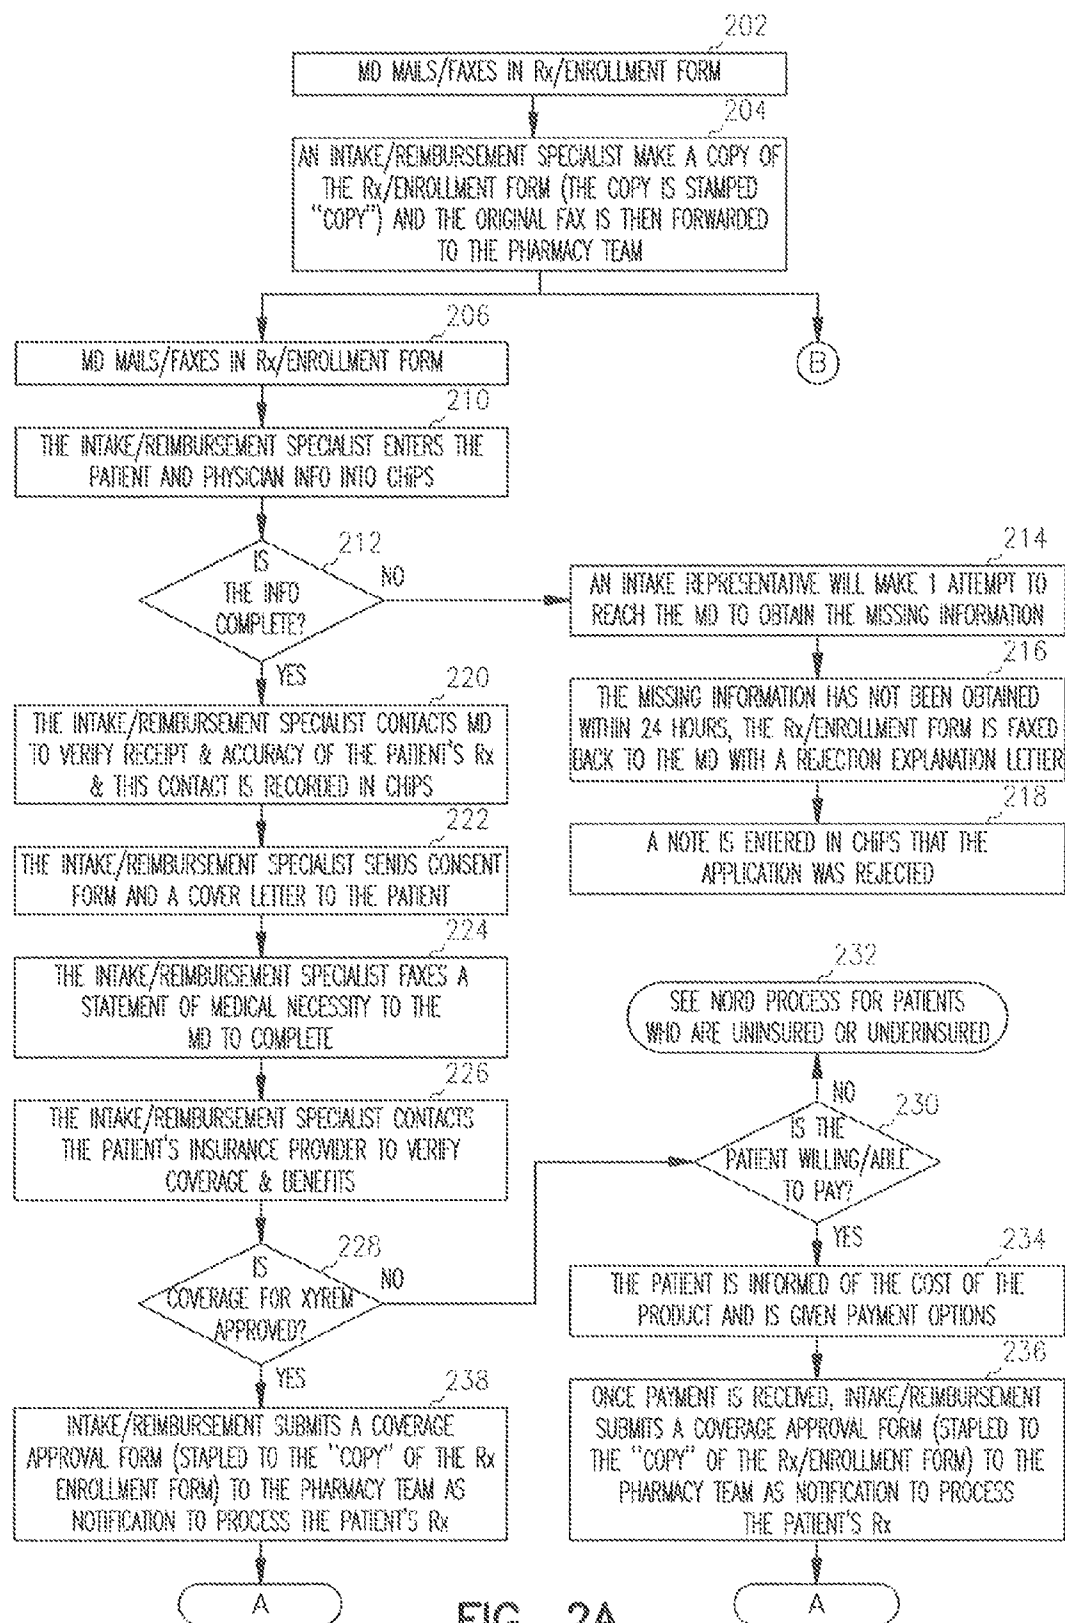 202
MD MAILS/FAXES IN Rx/ENROLLMENT FORM
204
AN INTAKE/REIMBURSEMENT SPECIALIST MAKE A COPY OF
THE Rx/ENROLLMENT FORM (THE COPY IS STAMPED
"COPY") AND THE ORIGINAL FAX IS THEN FORWARDED
TO THE PHARMACY TEAM
206
MD MAILS/FAXES IN Rx/ENROLLMENT FORM
B
210
THE INTAKE/REIMBURSEMENT SPECIALIST ENTERS THE
PATIENT AND PHYSICIAN INFO INTO CHIPS
212
IS
THE INFO
COMPLETE?
NO
YES
214
AN INTAKE REPRESENTATIVE WILL MAKE 1 ATTEMPT TO
REACH THE MD TO OBTAIN THE MISSING INFORMATION
216
THE MISSING INFORMATION HAS NOT BEEN OBTAINED
WITHIN 24 HOURS, THE Rx/ENROLLMENT FORM IS FAXED
BACK TO THE MD WITH A REJECTION EXPLANATION LETTER
218
A NOTE IS ENTERED IN CHIPS THAT THE
APPLICATION WAS REJECTED
220
THE INTAKE/REIMBURSEMENT SPECIALIST CONTACTS MD
TO VERIFY RECEIPT & ACCURACY OF THE PATIENT'S Rx
& THIS CONTACT IS RECORDED IN CHIPS
222
THE INTAKE/REIMBURSEMENT SPECIALIST SENDS CONSENT
FORM AND A COVER LETTER TO THE PATIENT
224
THE INTAKE/REIMBURSEMENT SPECIALIST FAXES A
STATEMENT OF MEDICAL NECESSITY TO THE
MD TO COMPLETE
226
THE INTAKE/REIMBURSEMENT SPECIALIST CONTACTS
THE PATIENT'S INSURANCE PROVIDER TO VERIFY
COVERAGE & BENEFITS
228
IS
COVERAGE FOR XYREM
APPROVED?
NO
YES
232
SEE NORD PROCESS FOR PATIENTS
WHO ARE UNINSURED OR UNDERINSURED
NO
230
IS THE
PATIENT WILLING/ABLE
TO PAY?
YES
234
THE PATIENT IS INFORMED OF THE COST OF THE
PRODUCT AND IS GIVEN PAYMENT OPTIONS
236
ONCE PAYMENT IS RECEIVED, INTAKE/REIMBURSEMENT
SUBMITS A COVERAGE APPROVAL FORM (STAPLED TO
THE "COPY" OF THE Rx/ENROLLMENT FORM) TO THE
PHARMACY TEAM AS NOTIFICATION TO PROCESS
THE PATIENT'S Rx
238
INTAKE/REIMBURSEMENT SUBMITS A COVERAGE
APPROVAL FORM (STAPLED TO THE "COPY" OF THE Rx
ENROLLMENT FORM) TO THE PHARMACY TEAM AS
NOTIFICATION TO PROCESS THE PATIENT'S Rx
A
A
FIG. 2A